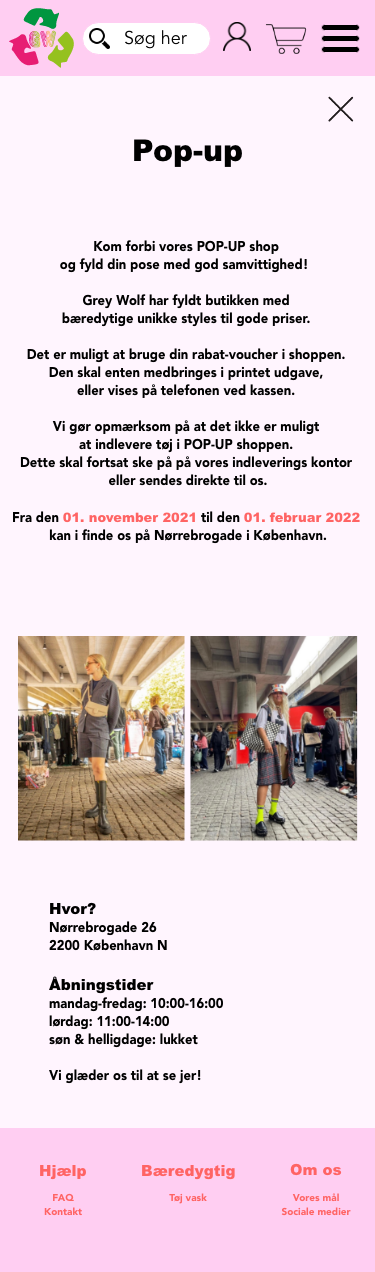 GW
Søg her
Pop-up
Kom forbi vores POP-UP shop
og fyld din pose med god samvittighed!
Grey Wolf har fyldt butikken med
bæredytige unikke styles til gode priser.
Det er muligt at bruge din rabat-voucher i shoppen.
Den skal enten medbringes i printet udgave,
eller vises på telefonen ved kassen.
Vi gør opmærksom på at det ikke er muligt
at indlevere tøj i POP-UP shoppen.
Dette skal fortsat ske på på vores indleverings kontor
eller sendes direkte til os.
Fra den 01. november 2021 til den 01. februar 2022
kan i finde os på Nørrebrogade i København.
Hvor?
Nørrebrogade 26
2200 København N
Åbningstider
mandag-fredag: 10:00-16:00
lørdag: 11:00-14:00
søn & helligdage: lukket
Vi glæder os til at se jer!
Hjælp Bæredygtig Om os
FAQ Tøj vask Vores mål
Kontakt Sociale medier